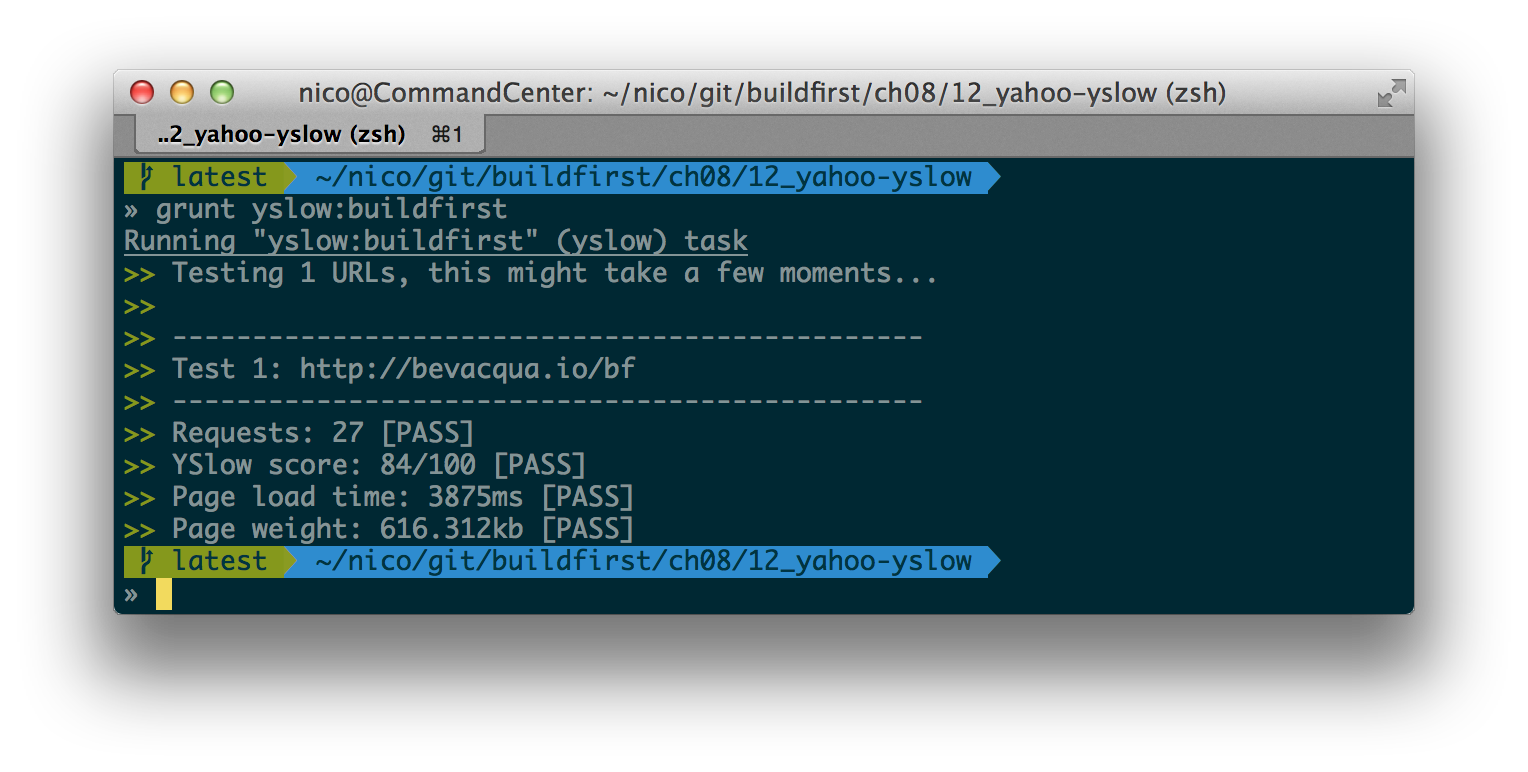 nico@CommandCenter: ~/nico/git/buildfirst/ch08/12_yahoo-yslow (zsh)
..2_yahoo-yslow (zsh) ⌘1
latest ~/nico/git/buildfirst/ch08/12_yahoo-yslow
» grunt yslow:buildfirst
Running "yslow:buildfirst" (yslow) task
>> Testing 1 URLs, this might take a few moments...
>>
>> -----------------------------------------------
>> Test 1: http://bevacqua.io/bf
>> -----------------------------------------------
>> Requests: 27 [PASS]
>> YSlow score: 84/100 [PASS]
>> Page load time: 3875ms [PASS]
>> Page weight: 616.312kb [PASS]
latest ~/nico/git/buildfirst/ch08/12_yahoo-yslow
»